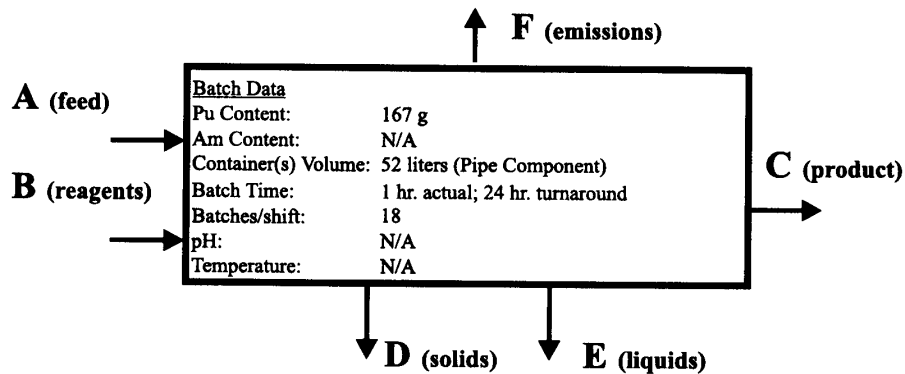 F (emissions)
A (feed)
B (reagents)
Batch Data
Pu Content: 167 g
Am Content: N/A
Container(s) Volume: 52 liters (Pipe Component)
Batch Time: 1 hr. actual; 24 hr. turnaround
Batches/shift: 18
pH: N/A
Temperature: N/A
C (product)
D (solids)
E (liquids)